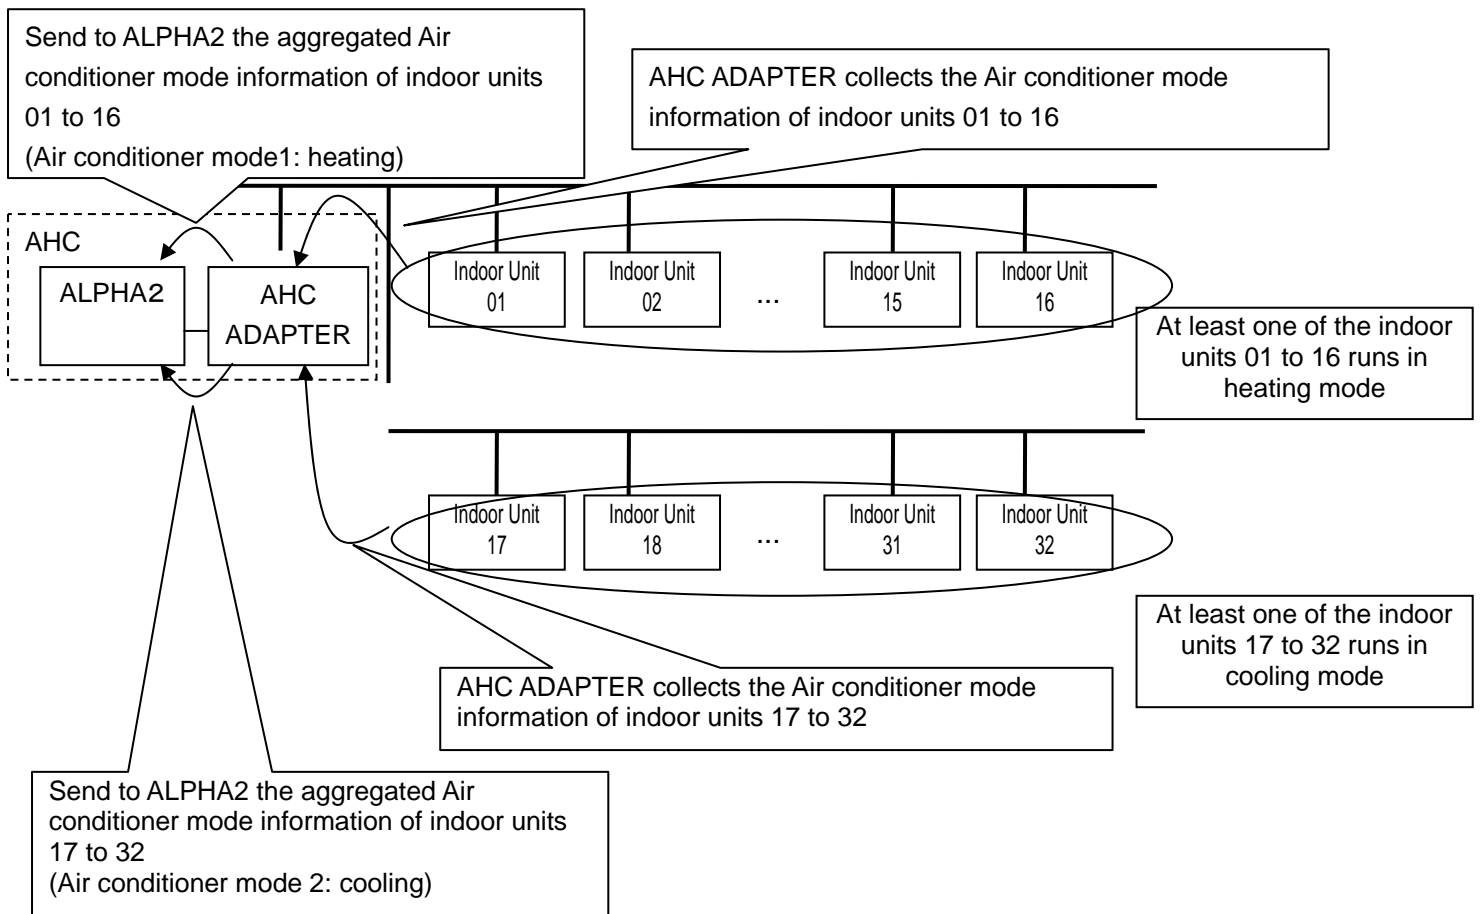 Send to ALPHA2 the aggregated Air
conditioner mode information of indoor units
01 to 16
(Air conditioner mode1: heating)
AHC ADAPTER collects the Air conditioner mode
information of indoor units 01 to 16
AHC
ALPHA2
AHC
ADAPTER
Indoor Unit
01
Indoor Unit
02
...
Indoor Unit
15
Indoor Unit
16
At least one of the indoor
units 01 to 16 runs in
heating mode
Indoor Unit
17
Indoor Unit
18
...
Indoor Unit
31
Indoor Unit
32
At least one of the indoor
units 17 to 32 runs in
cooling mode
AHC ADAPTER collects the Air conditioner mode
information of indoor units 17 to 32
Send to ALPHA2 the aggregated Air
conditioner mode information of indoor units
17 to 32
(Air conditioner mode 2: cooling)